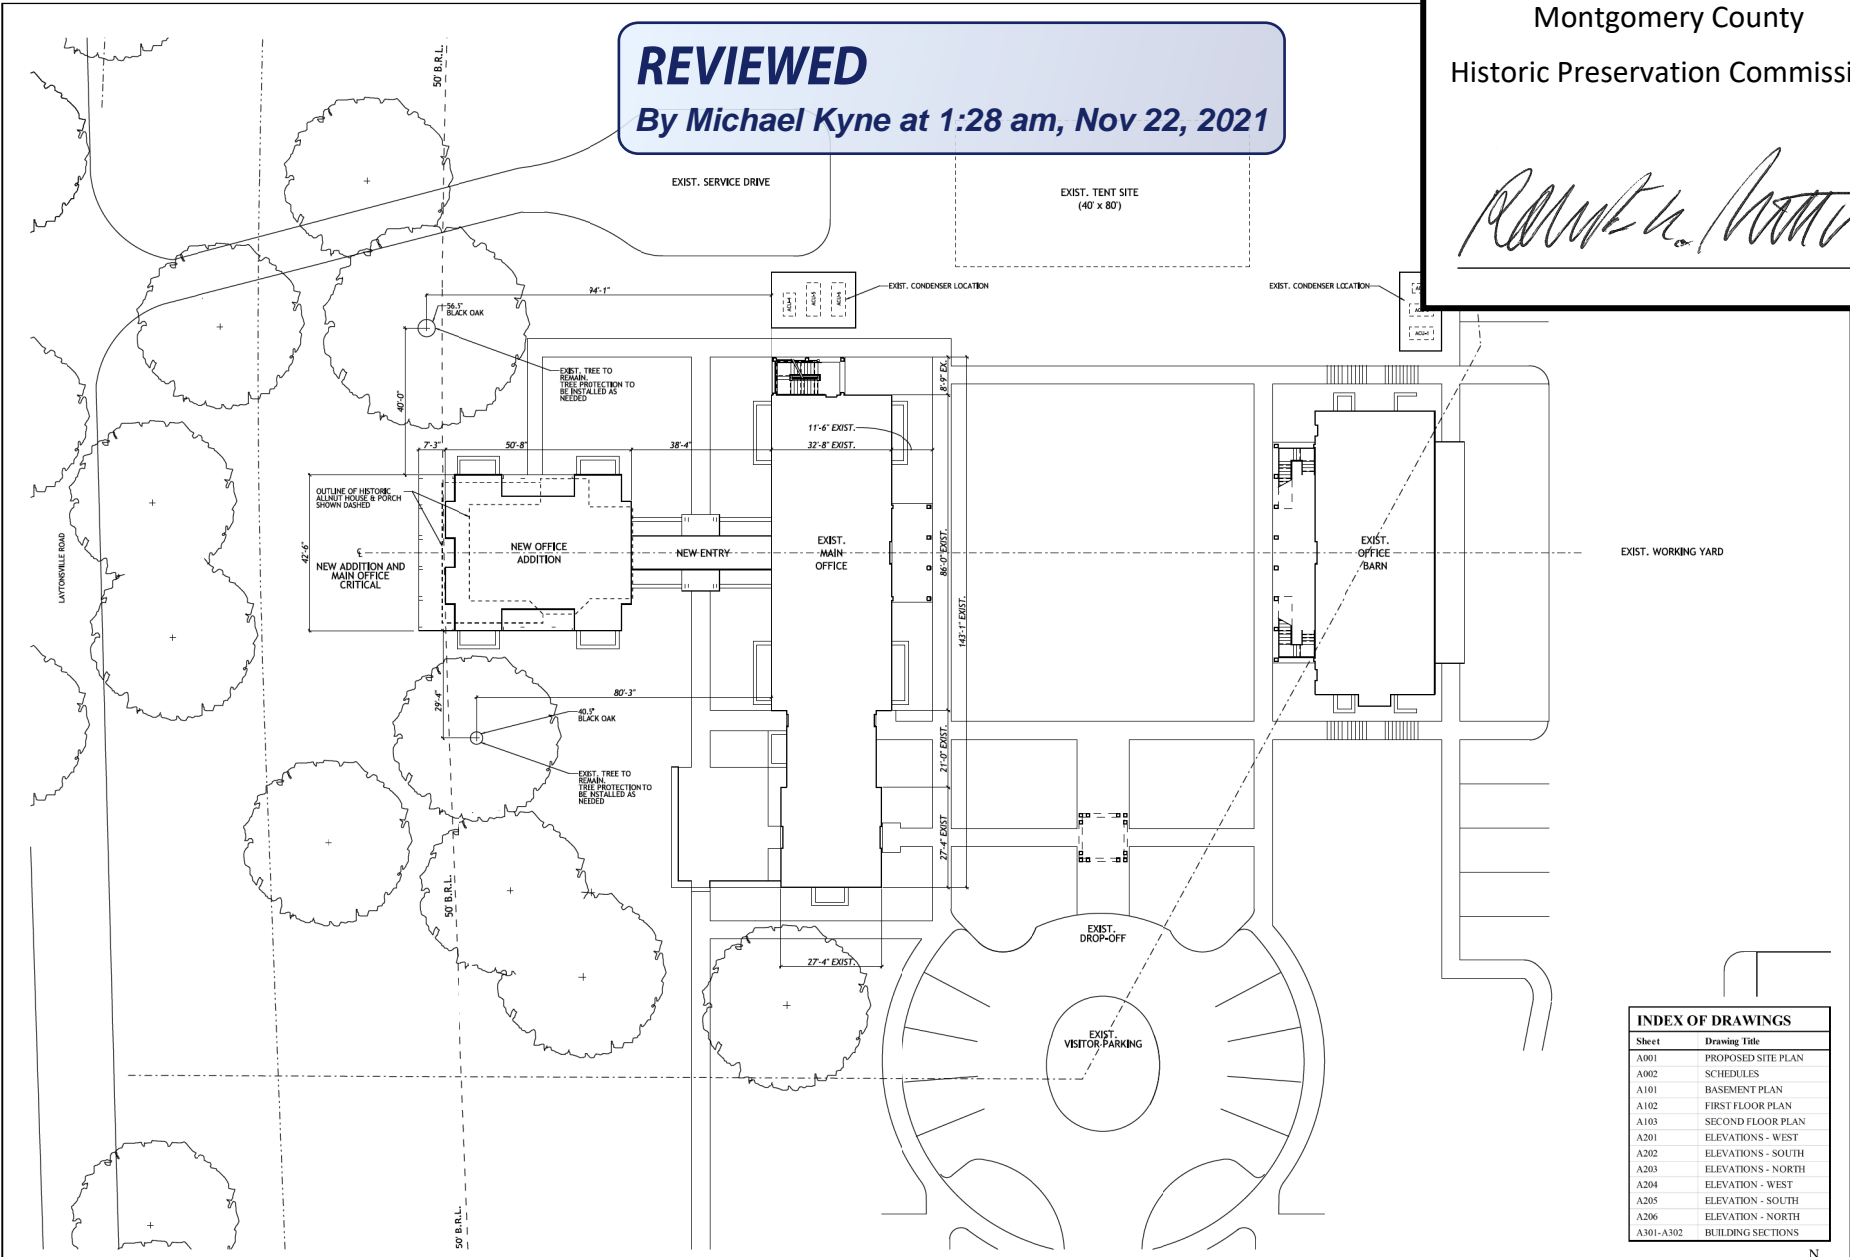 Montgomery County
Historic Preservation Commissi
REVIEWED
By Michael Kyne at 1:28 am, Nov 22, 2021
50' B.R.L.
EXIST. SERVICE DRIVE
EXIST. TENT SITE
(40' x 80')
EXIST. CONDENSER LOCATION
EXIST. CONDENSER LOCATION
94'-1"
ACU-4
ACU-5
ACU-6
ACU-1
56.5"
BLACK OAK
EXIST. TREE TO
REMAIN.
TREE PROTECTION TO
BE INSTALLED AS
NEEDED
40'-0"
8'-9" EX.
11'-6" EXIST.
7'-3"
50'-8"
38'-4"
32'-8" EXIST.
OUTLINE OF HISTORIC
ALLNUT HOUSE & PORCH
SHOWN DASHED
42'-6"
NEW ADDITION AND
MAIN OFFICE
CRITICAL
NEW OFFICE
ADDITION
NEW ENTRY
EXIST.
MAIN
OFFICE
86'-0" EXIST.
143'-1" EXIST.
EXIST.
OFFICE
BARN
EXIST. WORKING YARD
LAYTONSVILLE ROAD
29'-4"
80'-3"
40.5"
BLACK OAK
EXIST. TREE TO
REMAIN.
TREE PROTECTION TO
BE INSTALLED AS
NEEDED
21'-0" EXIST.
27'-4" EXIST
50' B.R.L.
27'-4" EXIST.
EXIST.
DROP-OFF
EXIST.
VISITOR PARKING
50' B.R.L.
INDEX OF DRAWINGS
Sheet Drawing Title
A001 PROPOSED SITE PLAN
A002 SCHEDULES
A101 BASEMENT PLAN
A102 FIRST FLOOR PLAN
A103 SECOND FLOOR PLAN
A201 ELEVATIONS - WEST
A202 ELEVATIONS - SOUTH
A203 ELEVATIONS - NORTH
A204 ELEVATION - WEST
A205 ELEVATION - SOUTH
A206 ELEVATION - NORTH
A301-A302 BUILDING SECTIONS
N